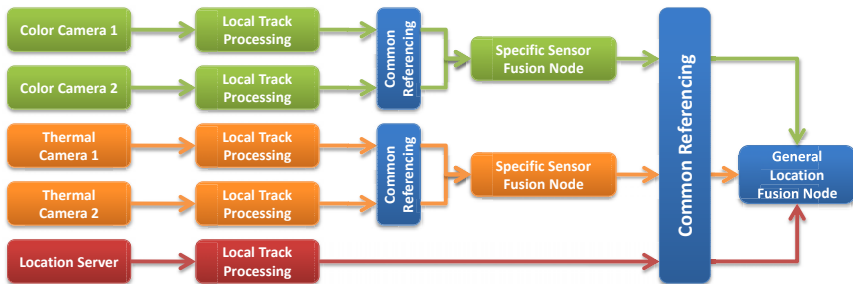 Color Camera 1
Local Track
Processing
Common
Referencing
Specific Sensor
Fusion Node
Color Camera 2
Local Track
Processing
Thermal
Camera 1
Local Track
Processing
Common
Referencing
Specific Sensor
Fusion Node
Thermal
Camera 2
Local Track
Processing
Location Server
Local Track
Processing
Common Referencing
General
Location
Fusion Node